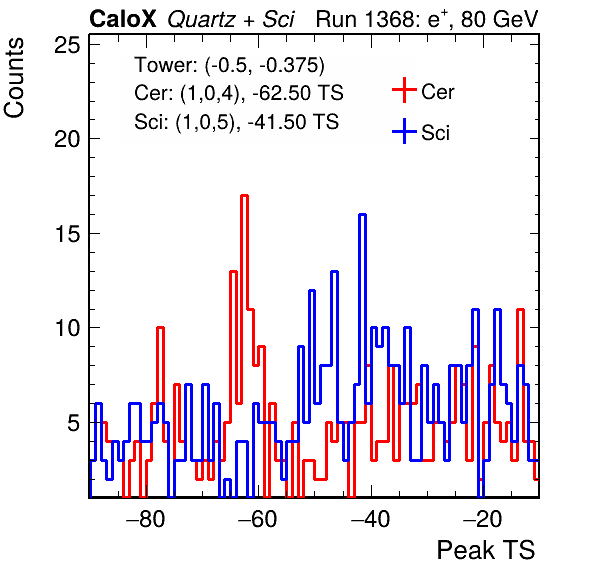 CaloX Quartz + Sci Run 1368: e⁺, 80 GeV
Counts
25
20
15
10
5
Tower: (-0.5, -0.375)
Cer: (1,0,4), -62.50 TS
Sci: (1,0,5), -41.50 TS
Cer
Sci
−80 −60 −40 −20
Peak TS